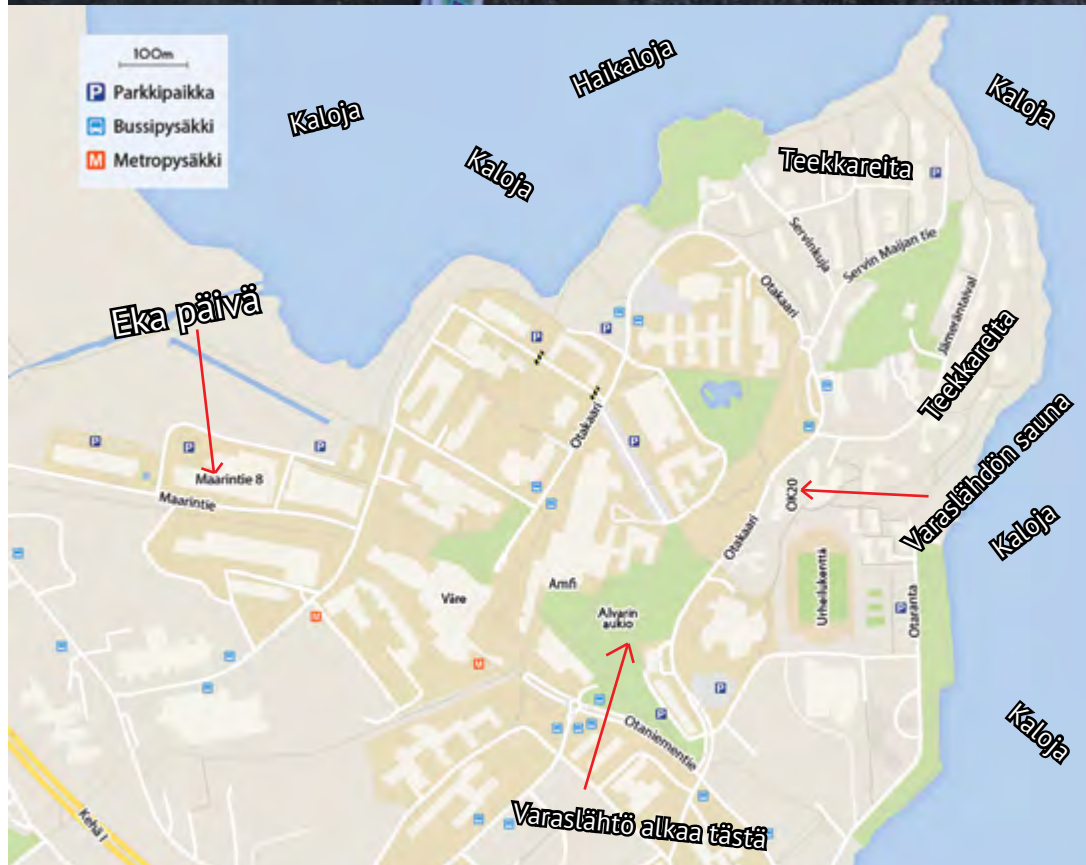 100m
Parkkipaikka
Bussipysäkki
Metropysäkki
Kaloja
Haikaloja
Kaloja
Kaloja
Teekkareita
Servinkuja
Servin Maijan tie
Otakaari
Jämeräntaival
Eka päivä
Teekkareita
Otakaari
Varaslähdön sauna
Maarintie 8
Maarintie
OK20
Otakaari
Kaloja
Amfi
Väre
Alvarin
aukio
Urheilukenttä
Otaranta
Otaniementie
Kaloja
Kehä I
Varaslähtö alkaa tästä
P
P
P
P
P
P
P
P
P
P
M
M
M